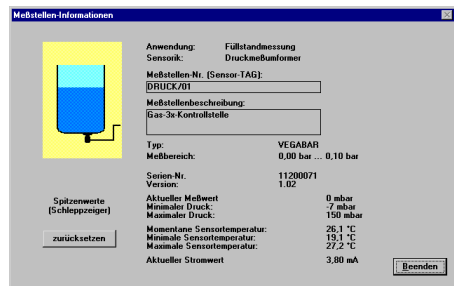 Meßstellen-Informationen
Anwendung: Füllstandmessung
Sensorik: Druckmeßumformer
Meßstellen-Nr. (Sensor-TAG):
DRUCK/01
Meßstellenbeschreibung:
Gas-3x-Kontrollstelle
Typ: VEGABAR
Meßbereich: 0,00 bar ... 0,10 bar
Serien-Nr. 11200071
Version: 1.02
Spitzenwerte
(Schleppzeiger)
zurücksetzen
Aktueller Meßwert 0 mbar
Minimaler Druck: -7 mbar
Maximaler Druck: 150 mbar
Momentane Sensortemperatur: 26,1 °C
Minimale Sensortemperatur: 19,1 °C
Maximale Sensortemperatur: 27,2 °C
Aktueller Stromwert 3,80 mA
Beenden